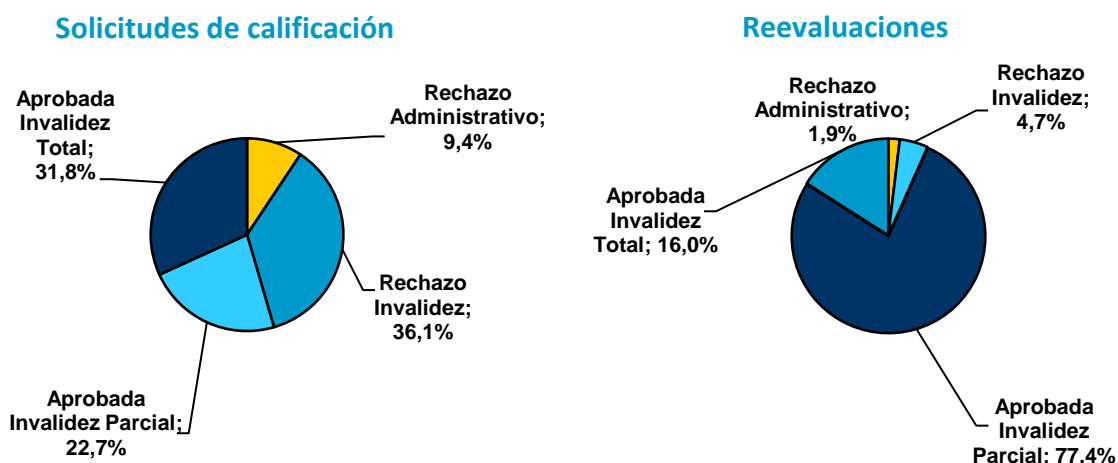 Solicitudes de calificación
Aprobada
Invalidez
Total;
31,8%
Rechazo
Administrativo;
9,4%
Rechazo
Invalidez;
36,1%
Aprobada
Invalidez Parcial;
22,7%
Reevaluaciones
Rechazo
Administrativo;
1,9%
Rechazo
Invalidez;
4,7%
Aprobada
Invalidez
Total; 16,0%
Aprobada
Invalidez
Parcial; 77,4%